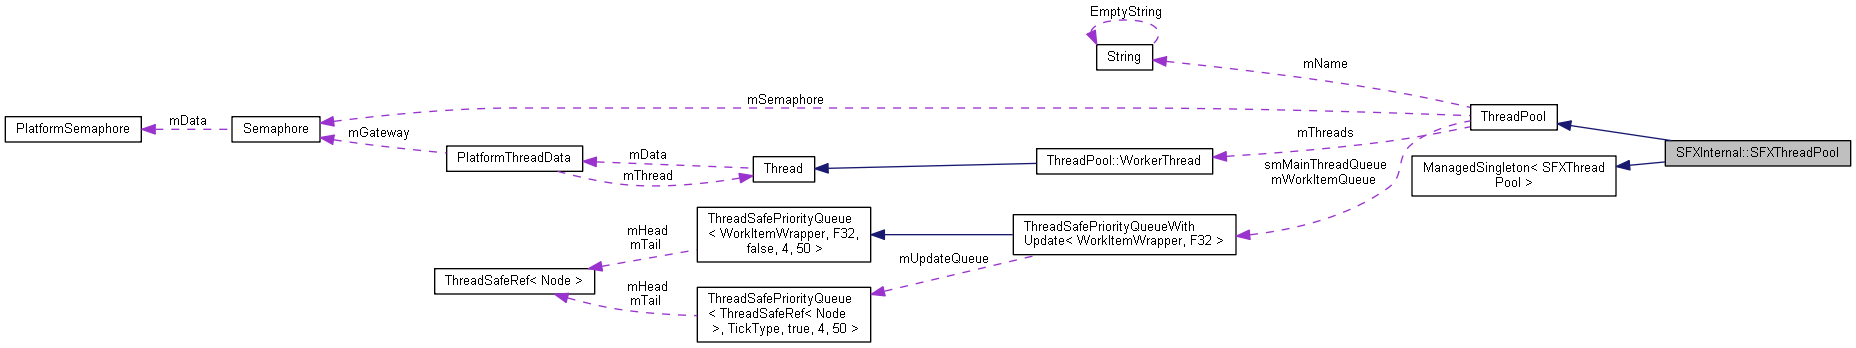 EmptyString
String
mName
mSemaphore
ThreadPool
PlatformSemaphore
mData
Semaphore
mGateway
mThreads
SFXInternal::SFXThreadPool
PlatformThreadData
mData
mThread
Thread
ThreadPool::WorkerThread
smMainThreadQueue
mWorkItemQueue
ManagedSingleton< SFXThread
Pool >
ThreadSafePriorityQueue
< WorkItemWrapper, F32,
false, 4, 50 >
mHead
mTail
ThreadSafePriorityQueueWith
Update< WorkItemWrapper, F32 >
mUpdateQueue
ThreadSafeRef< Node >
mHead
mTail
ThreadSafePriorityQueue
< ThreadSafeRef< Node
>, TickType, true, 4, 50 >